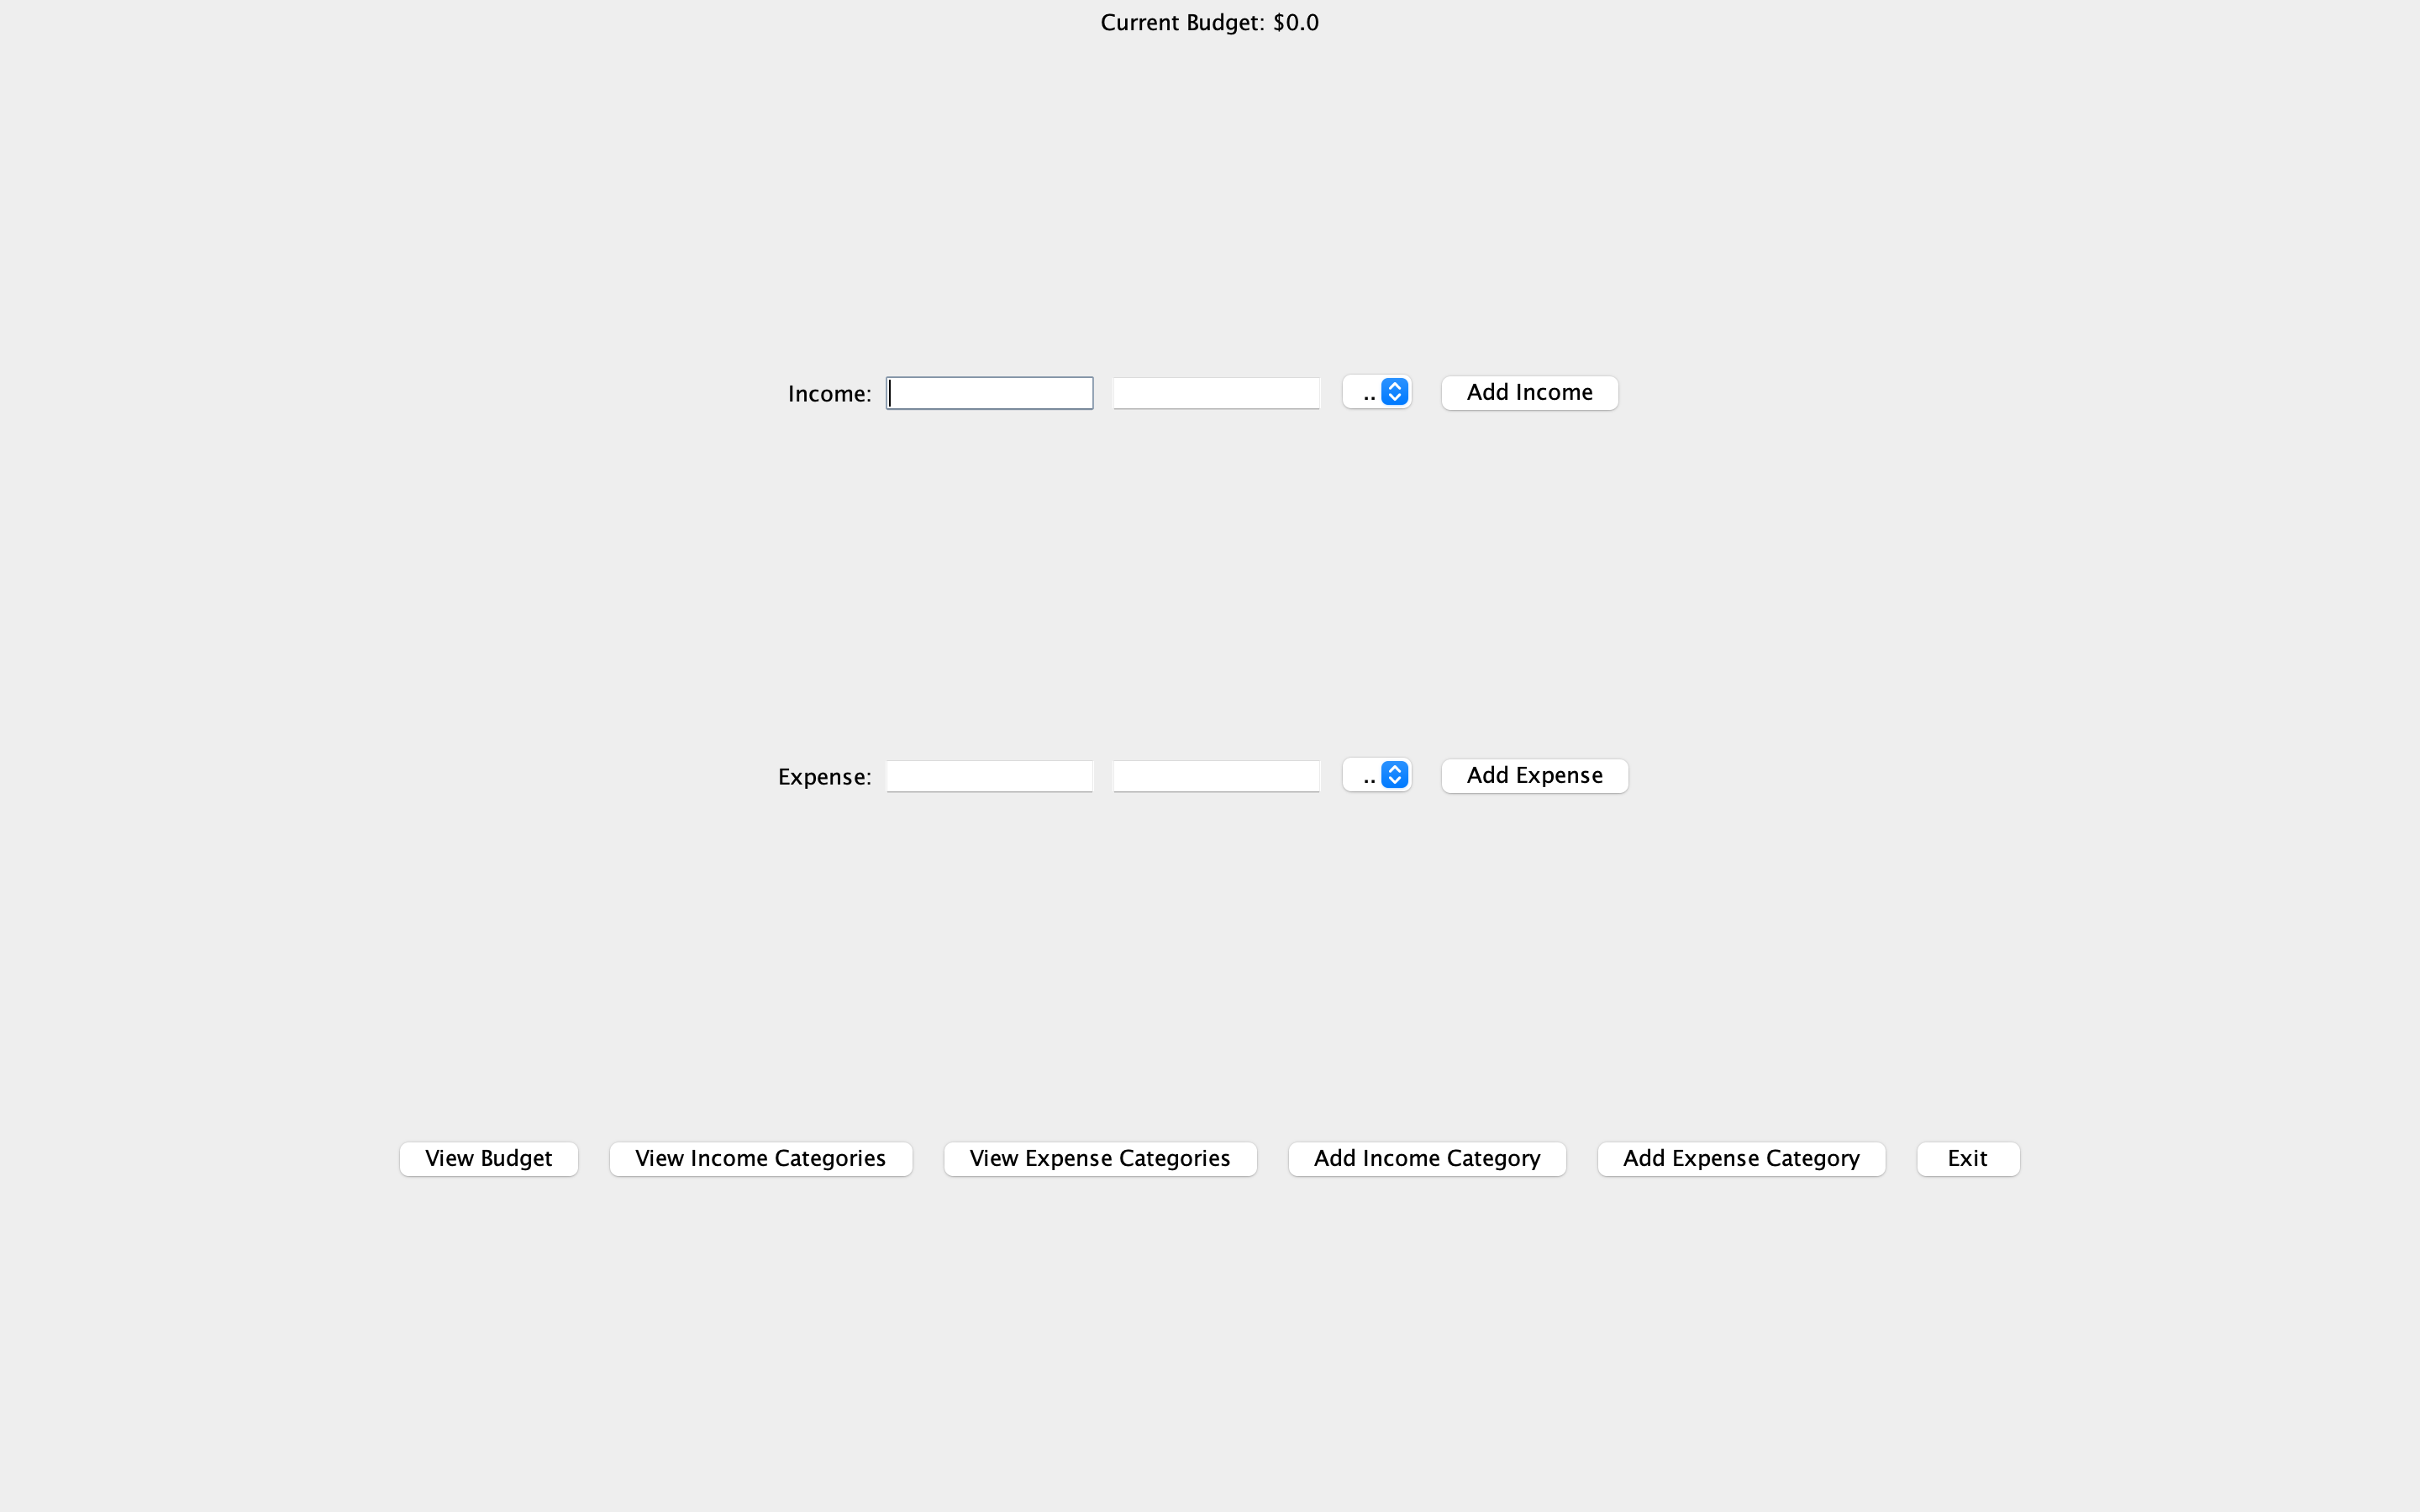 Current Budget: $0.0
Income: .. Add Income
Expense: .. Add Expense
View Budget View Income Categories View Expense Categories Add Income Category Add Expense Category Exit